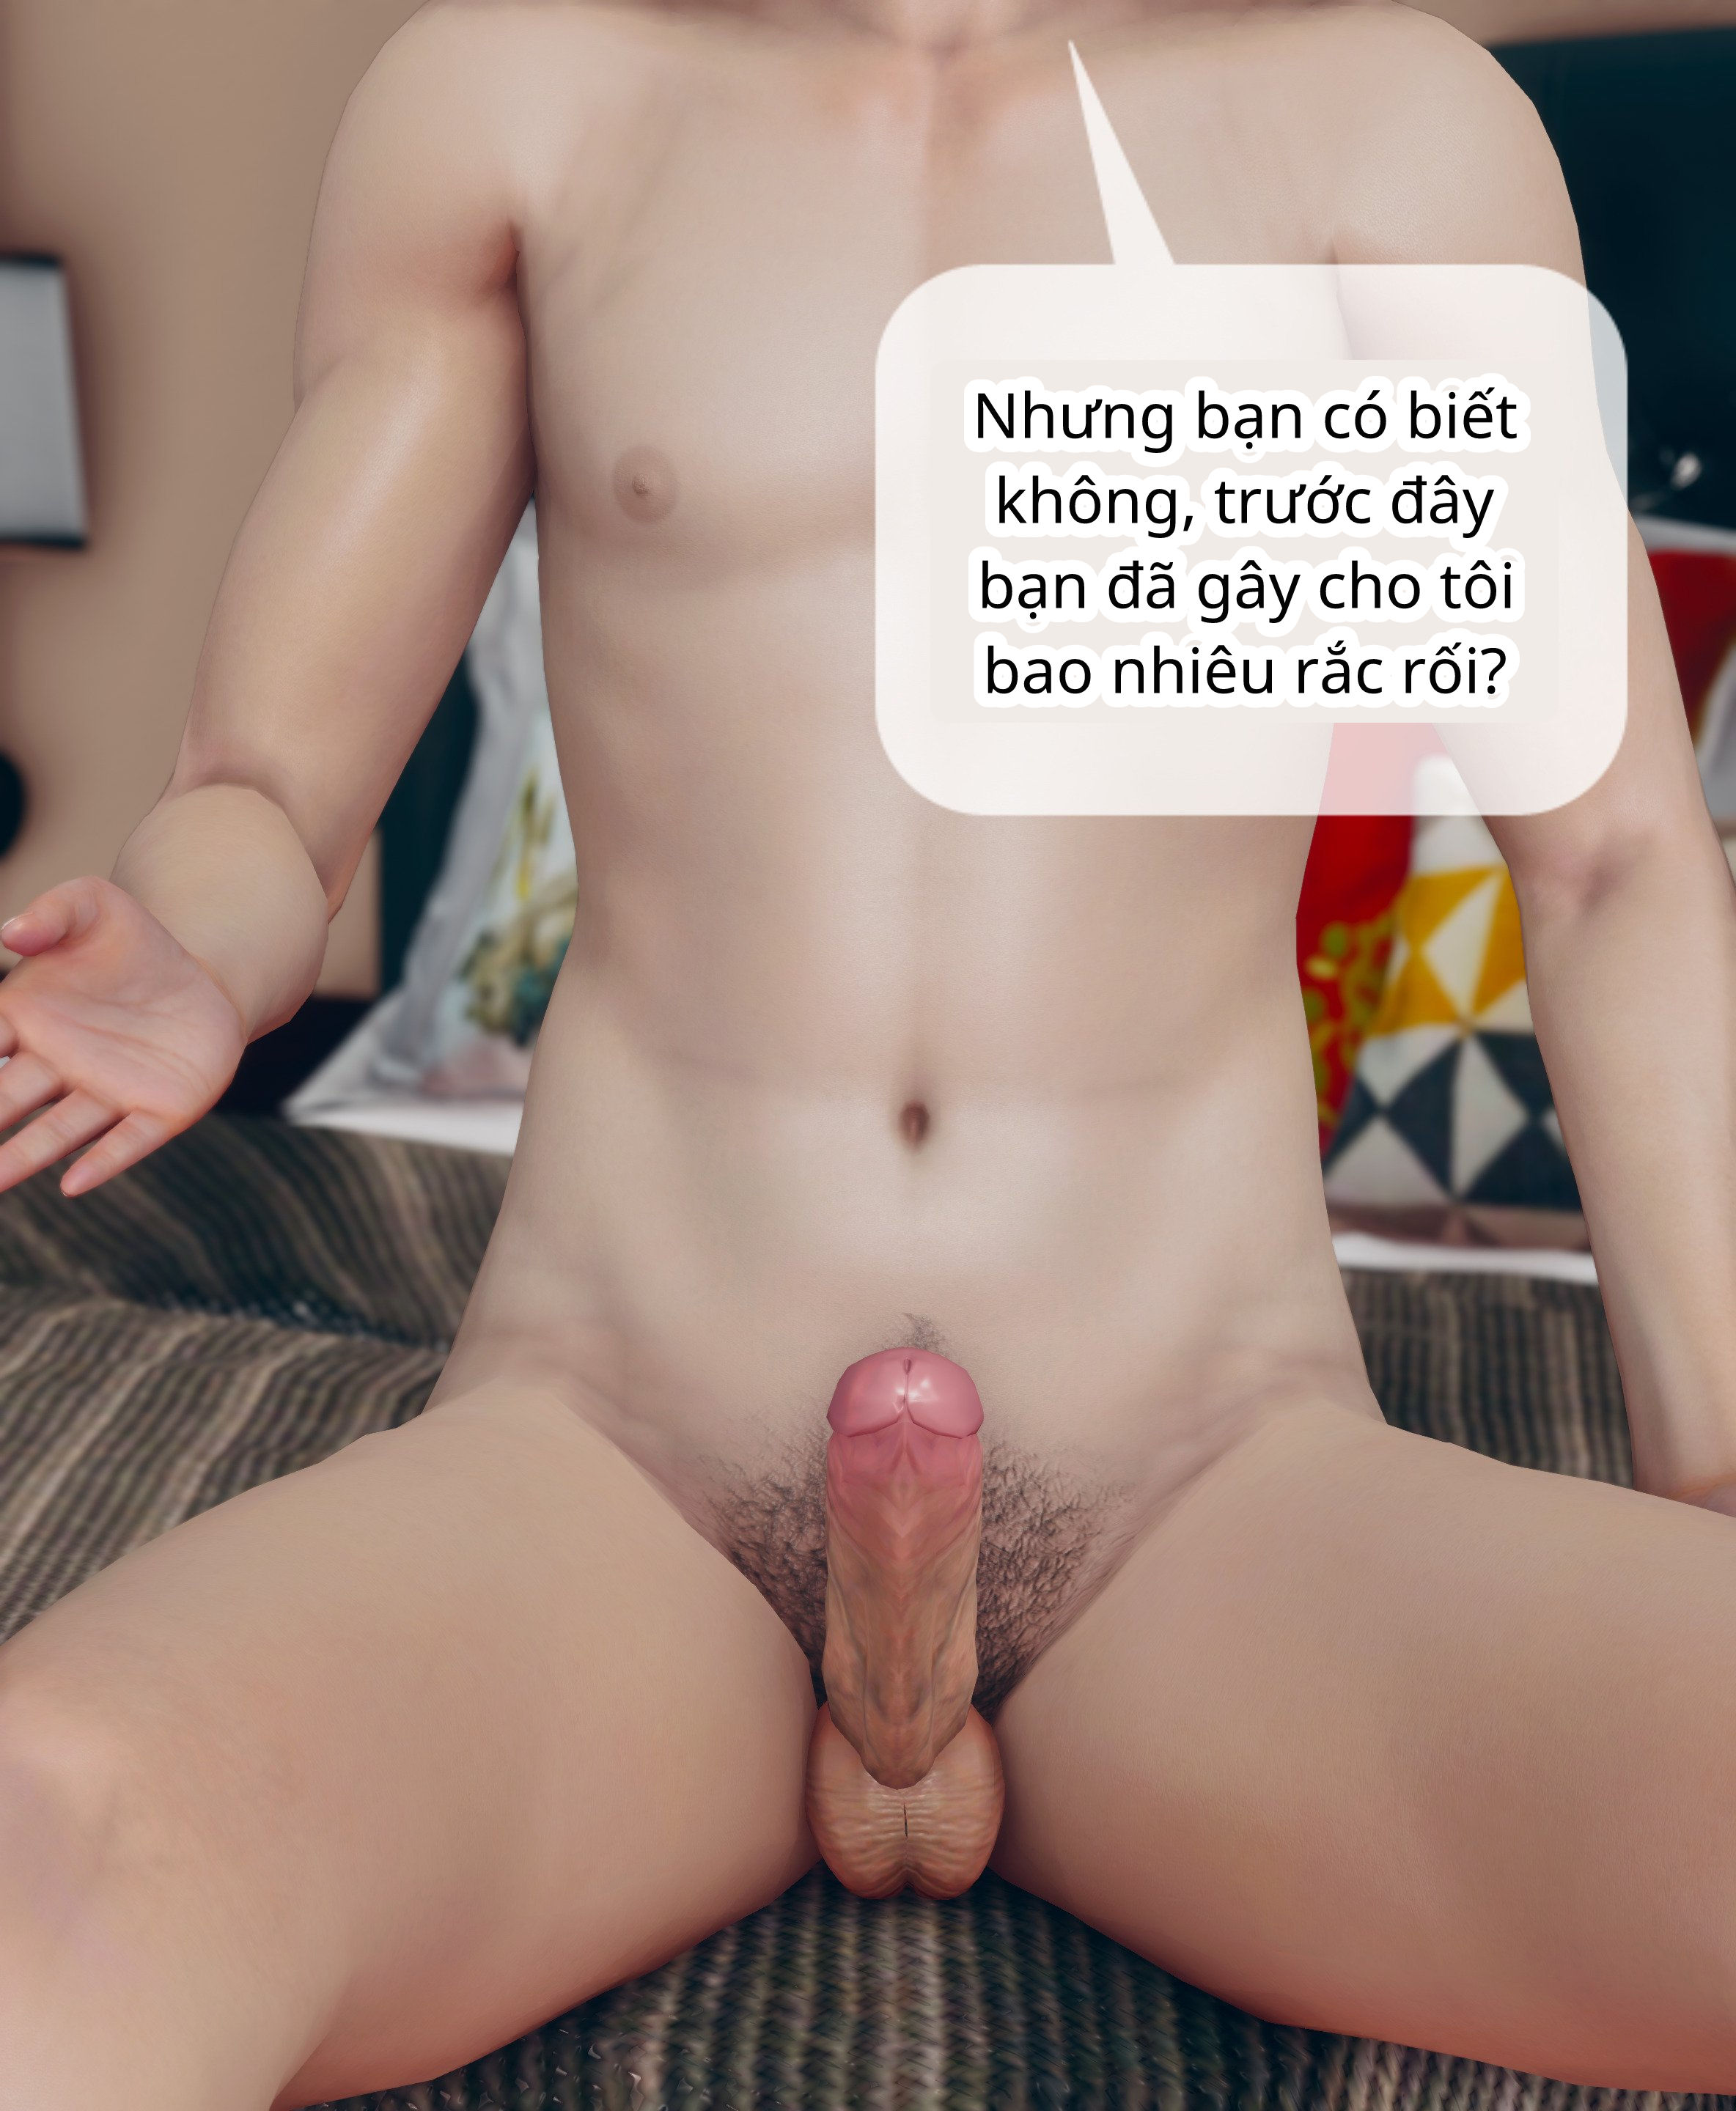 Nhưng bạn có biết
không, trước đây
bạn đã gây cho tôi
bao nhiêu rắc rối?